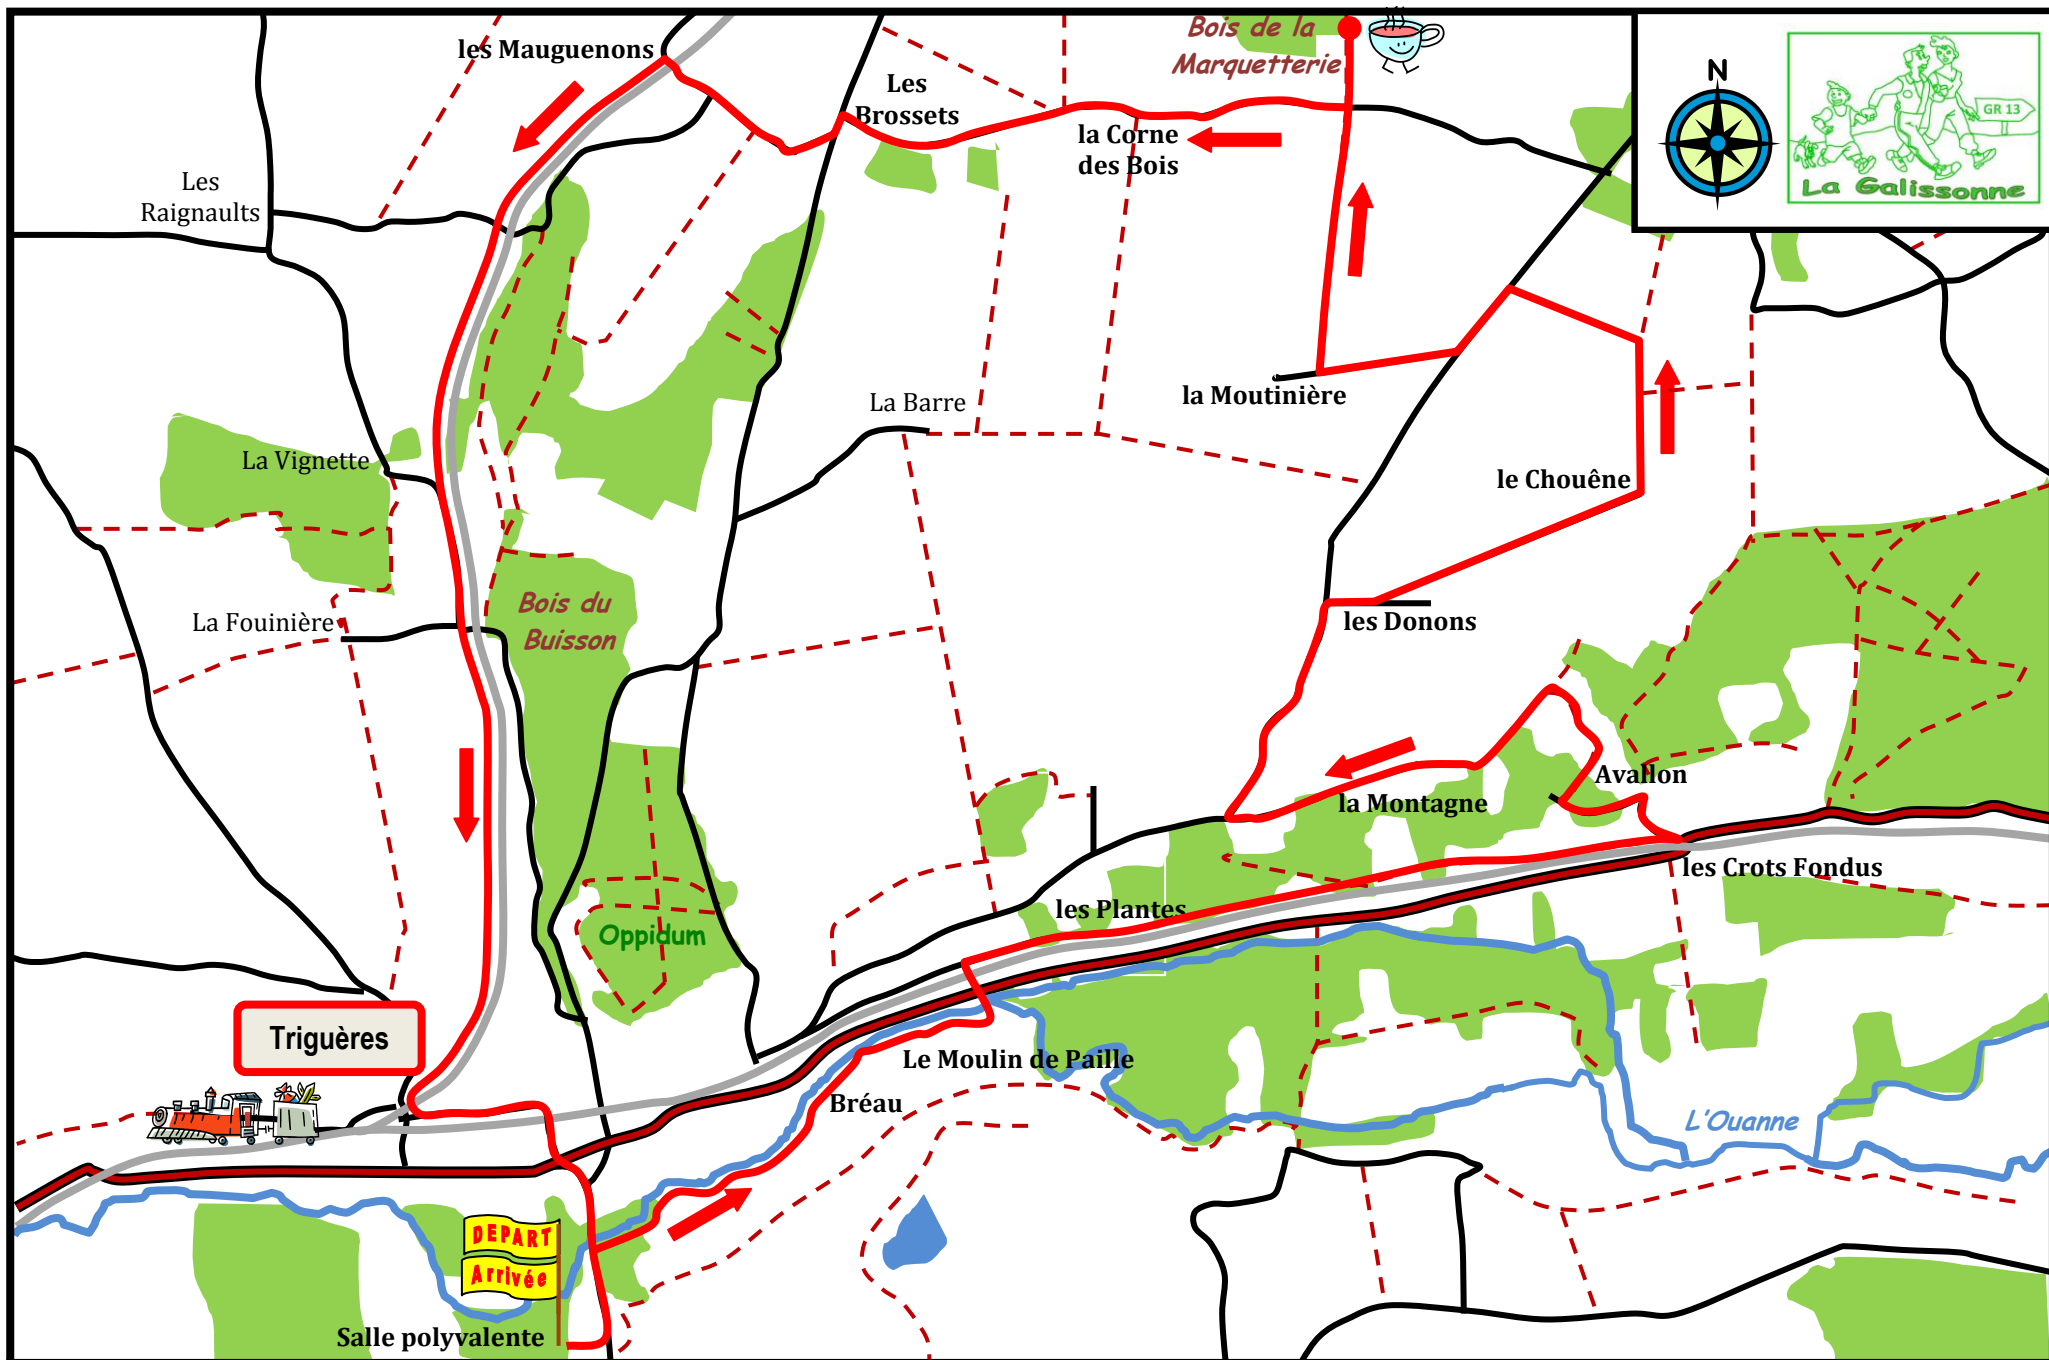 les Mauguenons
Bois de la
Marquetterie
N
GR 13
La Galissonne
Les
Brossets
la Corne
des Bois
Les
Raignaults
la Moutinière
La Barre
La Vignette
le Chouêne
Bois du
Buisson
La Fouinière
les Donons
Avallon
la Montagne
les Crots Fondus
les Plantes
Oppidum
Triguères
Le Moulin de Paille
Bréau
L'Ouanne
DEPART
Arrivée
Salle polyvalente